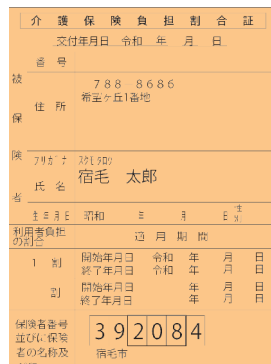 介護保険負担割合証
交付年月日 令和 年 月 日
被保険者
番号
住所
788-8686
希望ヶ丘1番地
フリガナ スクモタロウ
氏名 宿毛 太郎
生年月日 昭和 年 月 日 性別
利用者負担の割合
適用期間
1 割
開始年月日 令和 年 月 日
終了年月日 令和 年 月 日
割
開始年月日 年 月 日
終了年月日 年 月 日
保険者番号
並びに保険
者の名称及
392084
宿毛市